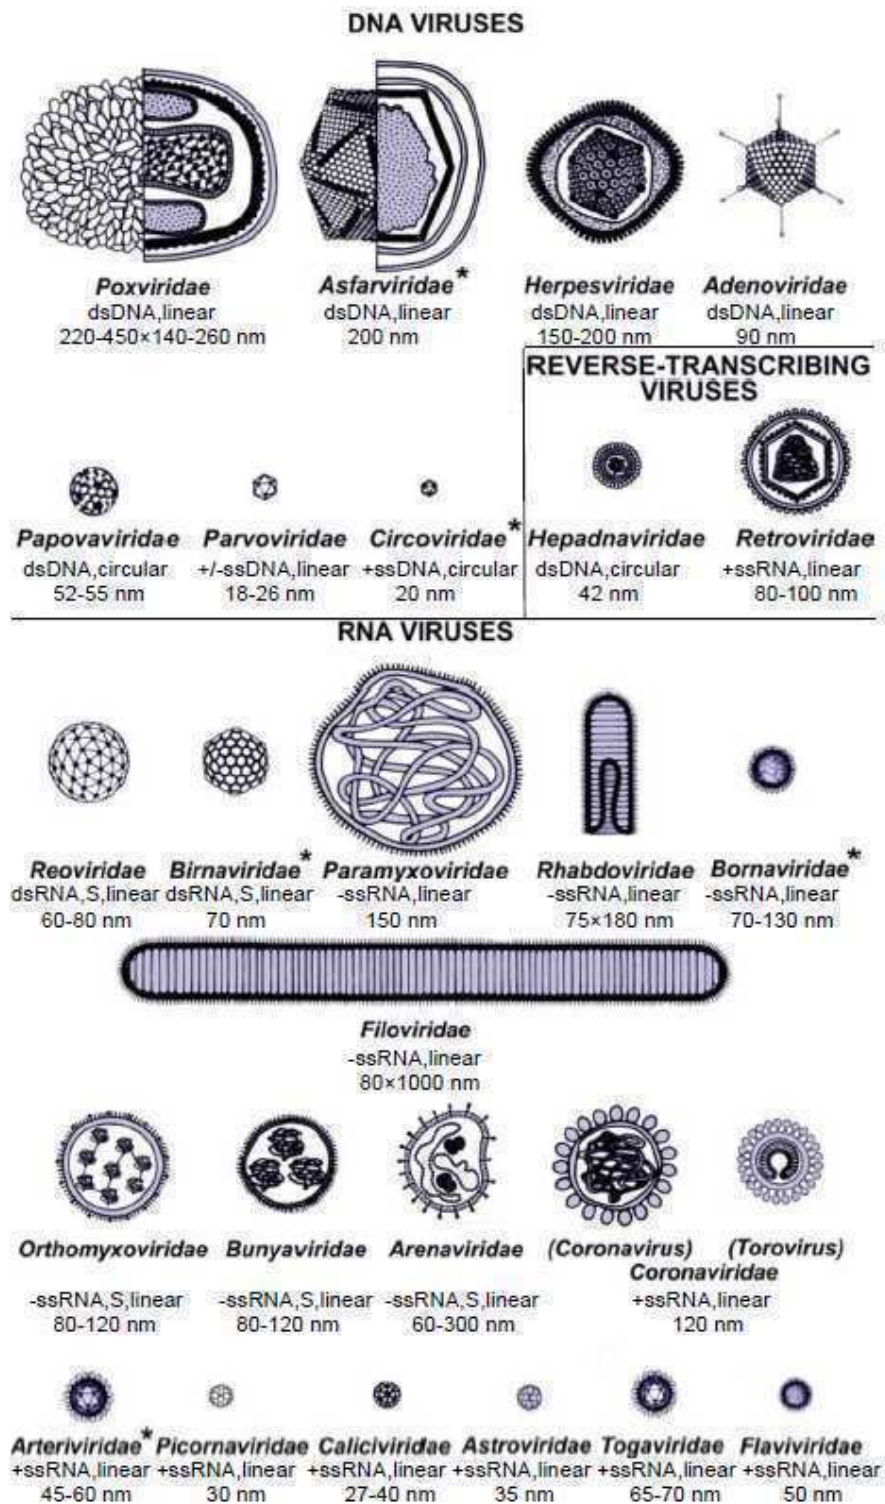 DNA VIRUSES
Poxviridae Asfarviridae* Herpesviridae Adenoviridae
dsDNA,linear dsDNA,linear dsDNA,linear dsDNA,linear
220-450×140-260 nm 200 nm 150-200 nm 90 nm
REVERSE-TRANSCRIBING
VIRUSES
Papovaviridae Parvoviridae Circoviridae* Hepadnaviridae Retroviridae
dsDNA,circular +/-ssDNA,linear +ssDNA,circular dsDNA,circular +ssRNA,linear
52-55 nm 18-26 nm 20 nm 42 nm 80-100 nm
RNA VIRUSES
Reoviridae Birnaviridae* Paramyxoviridae Rhabdoviridae Bornaviridae*
dsRNA,S,linear dsRNA,S,linear -ssRNA,linear -ssRNA,linear -ssRNA,linear
60-80 nm 70 nm 150 nm 75×180 nm 70-130 nm
Filoviridae
-ssRNA,linear
80×1000 nm
Orthomyxoviridae Bunyaviridae Arenaviridae (Coronavirus) (Torovirus)
Coronaviridae
-ssRNA,S,linear -ssRNA,S,linear -ssRNA,S,linear +ssRNA,linear
80-120 nm 80-120 nm 60-300 nm 120 nm
Arteriviridae* Picornaviridae Caliciviridae Astroviridae Togaviridae Flaviviridae
+ssRNA,linear +ssRNA,linear +ssRNA,linear +ssRNA,linear +ssRNA,linear +ssRNA,linear
45-60 nm 30 nm 27-40 nm 35 nm 65-70 nm 50 nm